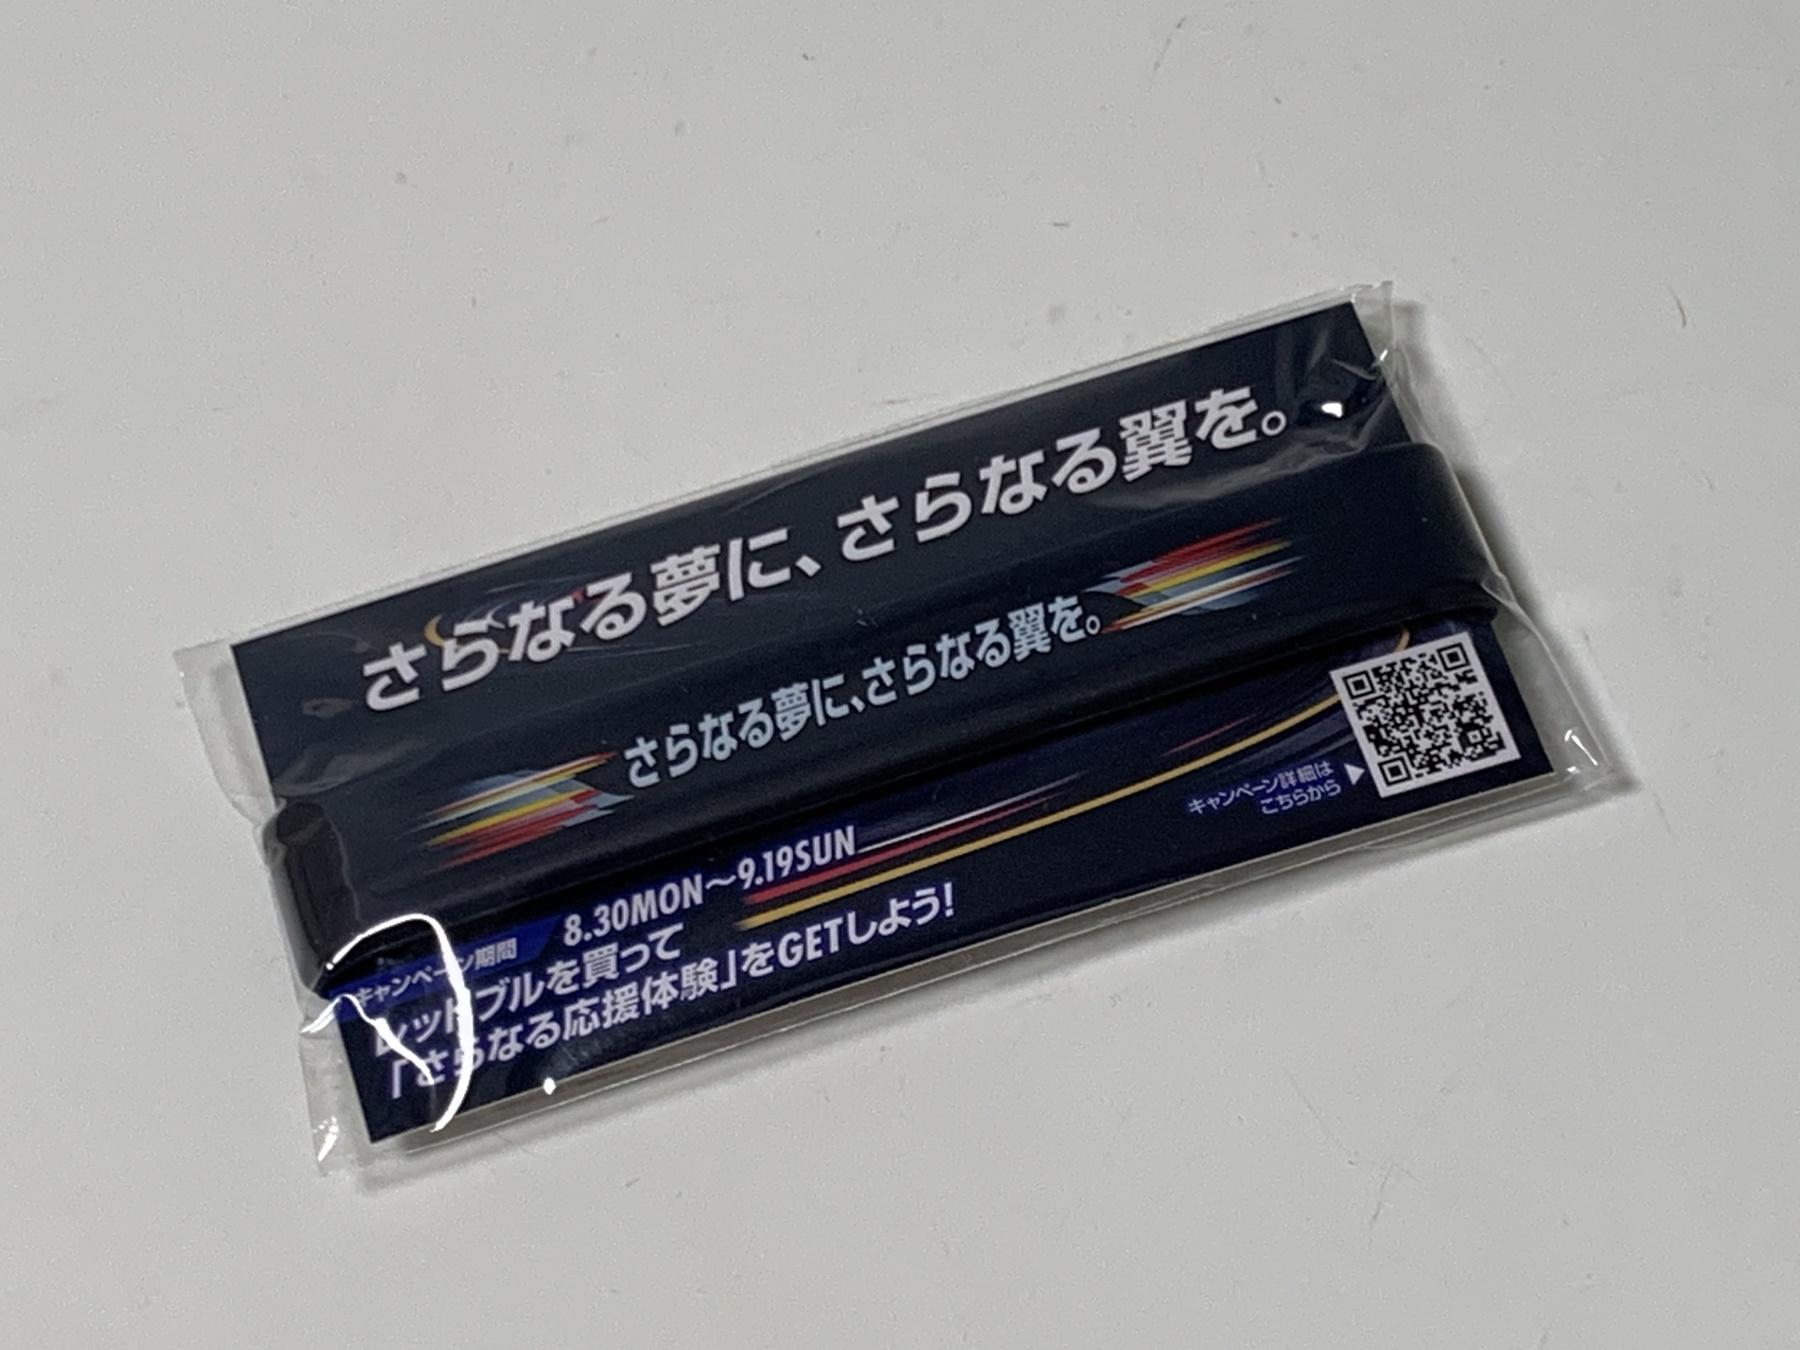 さらなる夢に、さらなる翼を。
さらなる夢に、さらなる翼を。
キャンペーン詳細は
こちらから
キャンペーン期間 8.30MON〜9.19SUN
レッドブルを買って
「さらなる応援体験」をGETしよう!